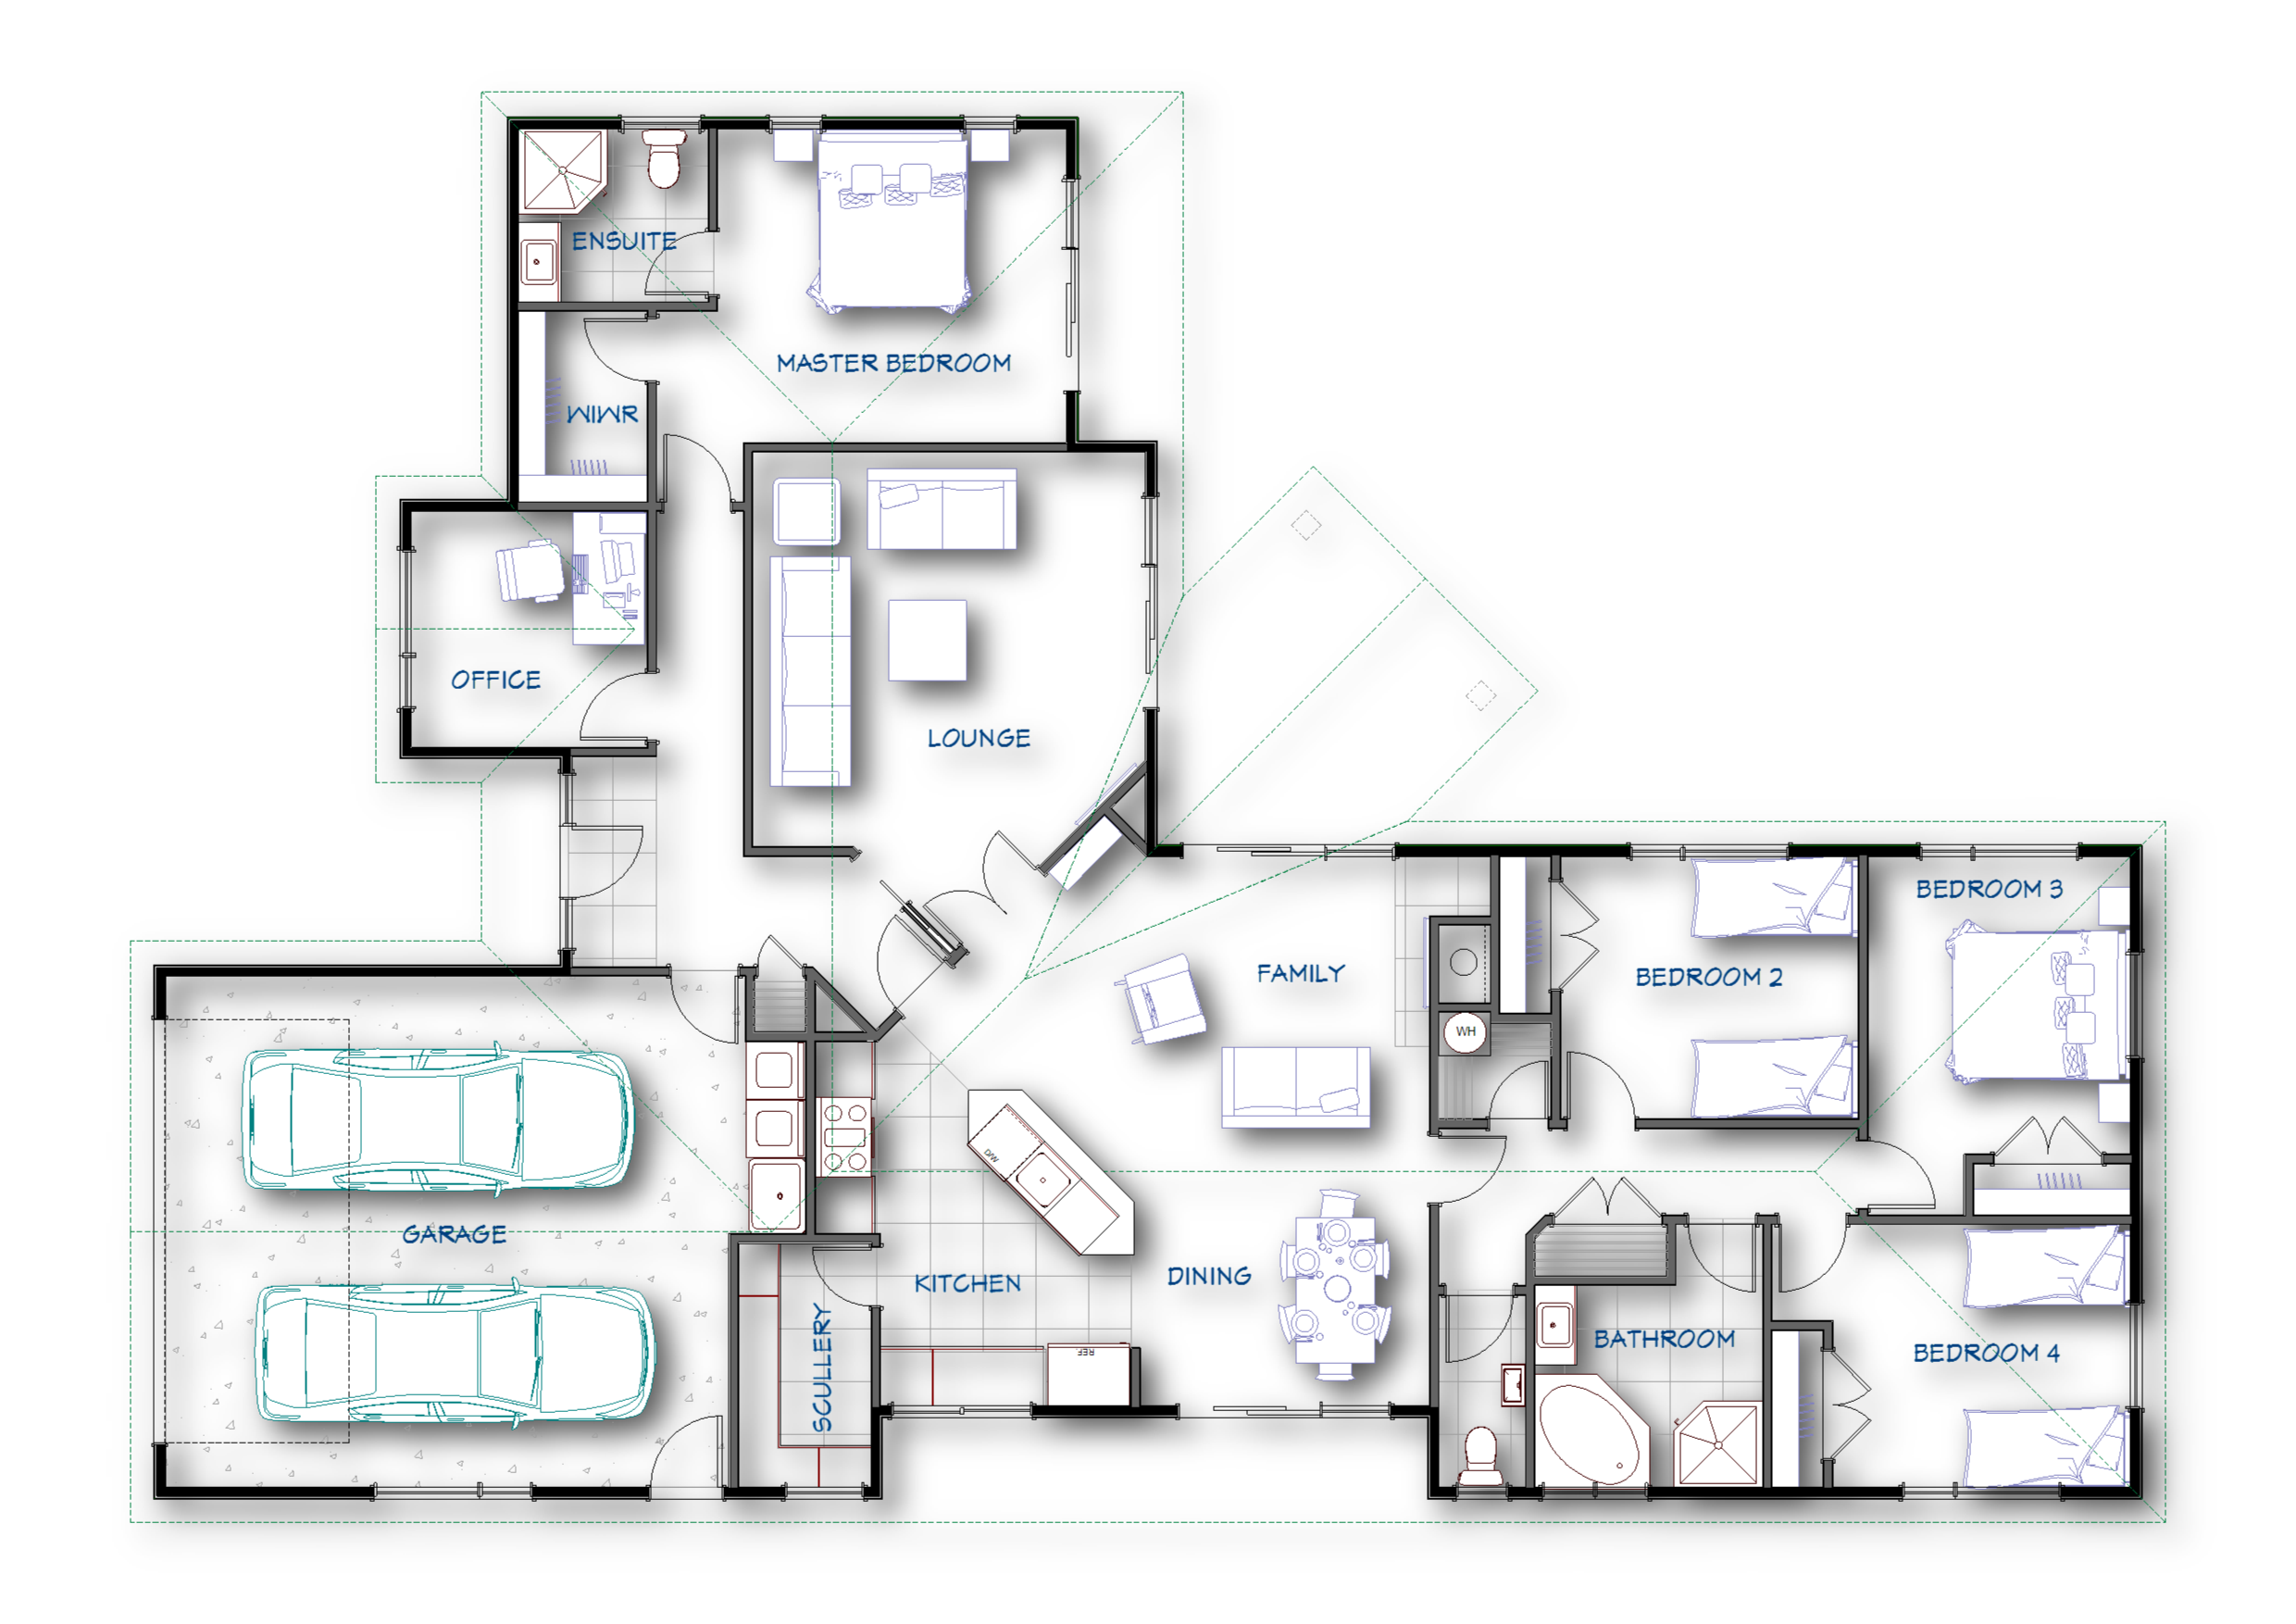 ENSUITE
MASTER BEDROOM
WIWR
OFFICE
LOUNGE
BEDROOM 3
FAMILY
BEDROOM 2
WH
D/W
GARAGE
KITCHEN
DINING
SCULLERY
BATHROOM
REF.
BEDROOM 4